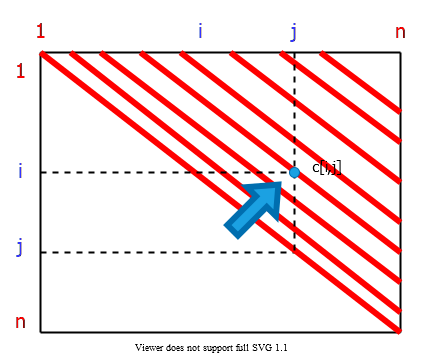 1 i j n
1
i c[i,j]
j
n
Viewer does not support full SVG 1.1